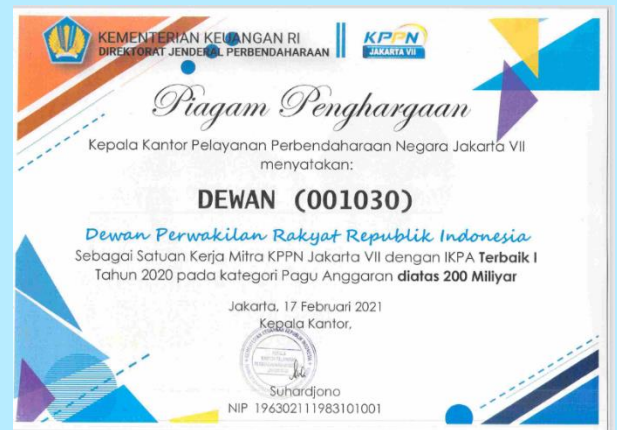 KEMENTERIAN KEUANGAN RI
DIREKTORAT JENDERAL PERBENDAHARAAN
KPPN
JAKARTA VII
Piagam Penghargaan
Kepala Kantor Pelayanan Perbendaharaan Negara Jakarta VII
menyatakan:
DEWAN (001030)
Dewan Perwakilan Rakyat Republik Indonesia
Sebagai Satuan Kerja Mitra KPPN Jakarta VII dengan IKPA Terbaik I
Tahun 2020 pada kategori Pagu Anggaran diatas 200 Miliyar
Jakarta, 17 Februari 2021
Kepala Kantor,
Suhardjono
NIP 196302111983101001